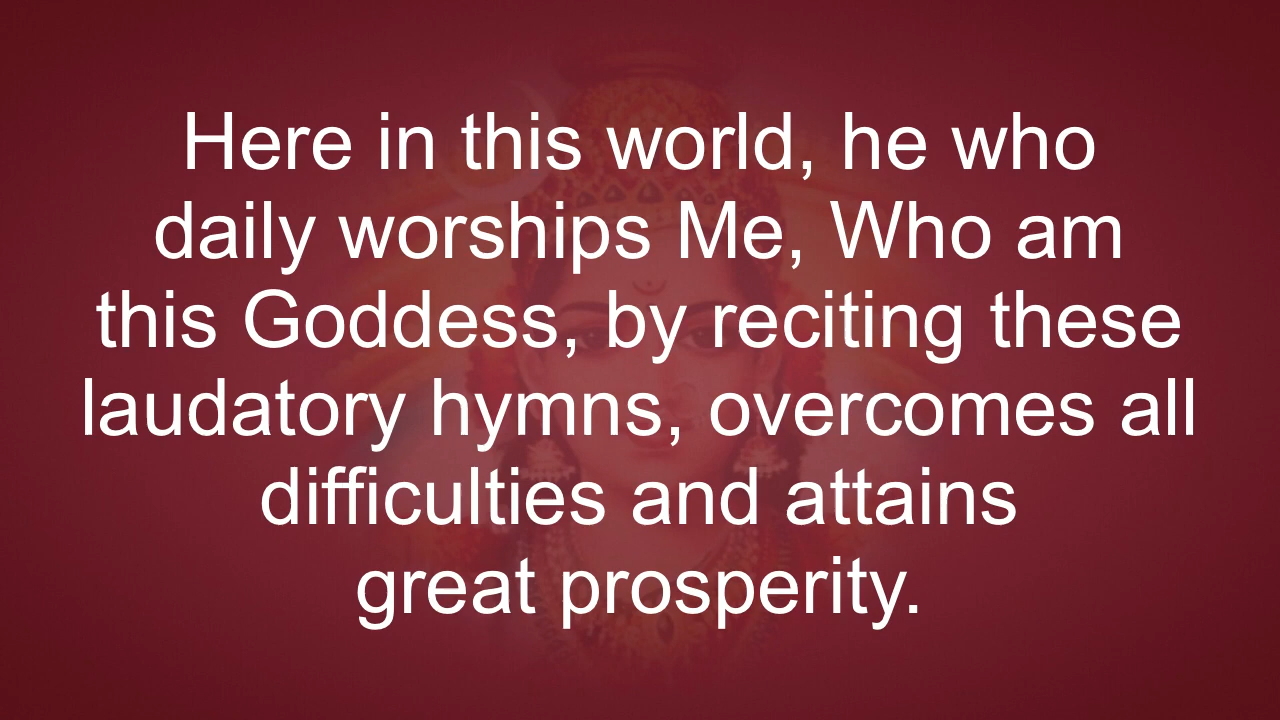 Here in this world, he who
daily worships Me, Who am
this Goddess, by reciting these
laudatory hymns, overcomes all
difficulties and attains
great prosperity.